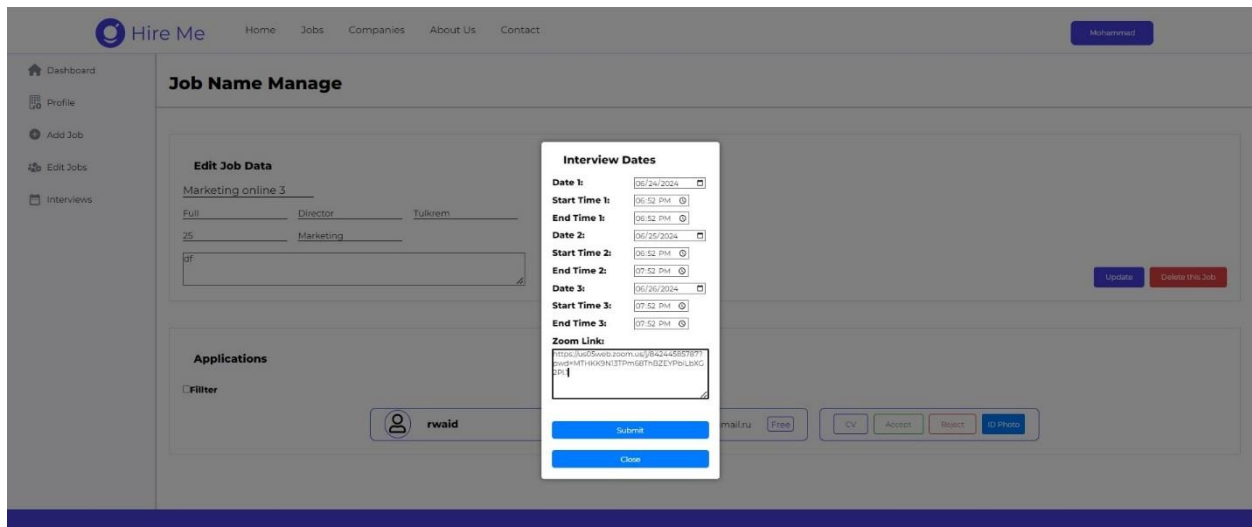 Hire Me
Home Jobs Companies About Us Contact
Mohammad
Dashboard
Profile
Add Job
Edit Jobs
Interviews
Job Name Manage
Edit Job Data
Marketing online 3
Full Director Tulkrem
25 Marketing
df
Update Delete this Job
Applications
Fillter
rwaid
mail.ru Free CV Accept Reject ID Photo
Interview Dates
Date 1: 06/24/2024
Start Time 1: 06:52 PM
End Time 1: 06:52 PM
Date 2: 06/25/2024
Start Time 2: 06:52 PM
End Time 2: 07:52 PM
Date 3: 06/26/2024
Start Time 3: 07:52 PM
End Time 3: 07:52 PM
Zoom Link:
Submit
Close